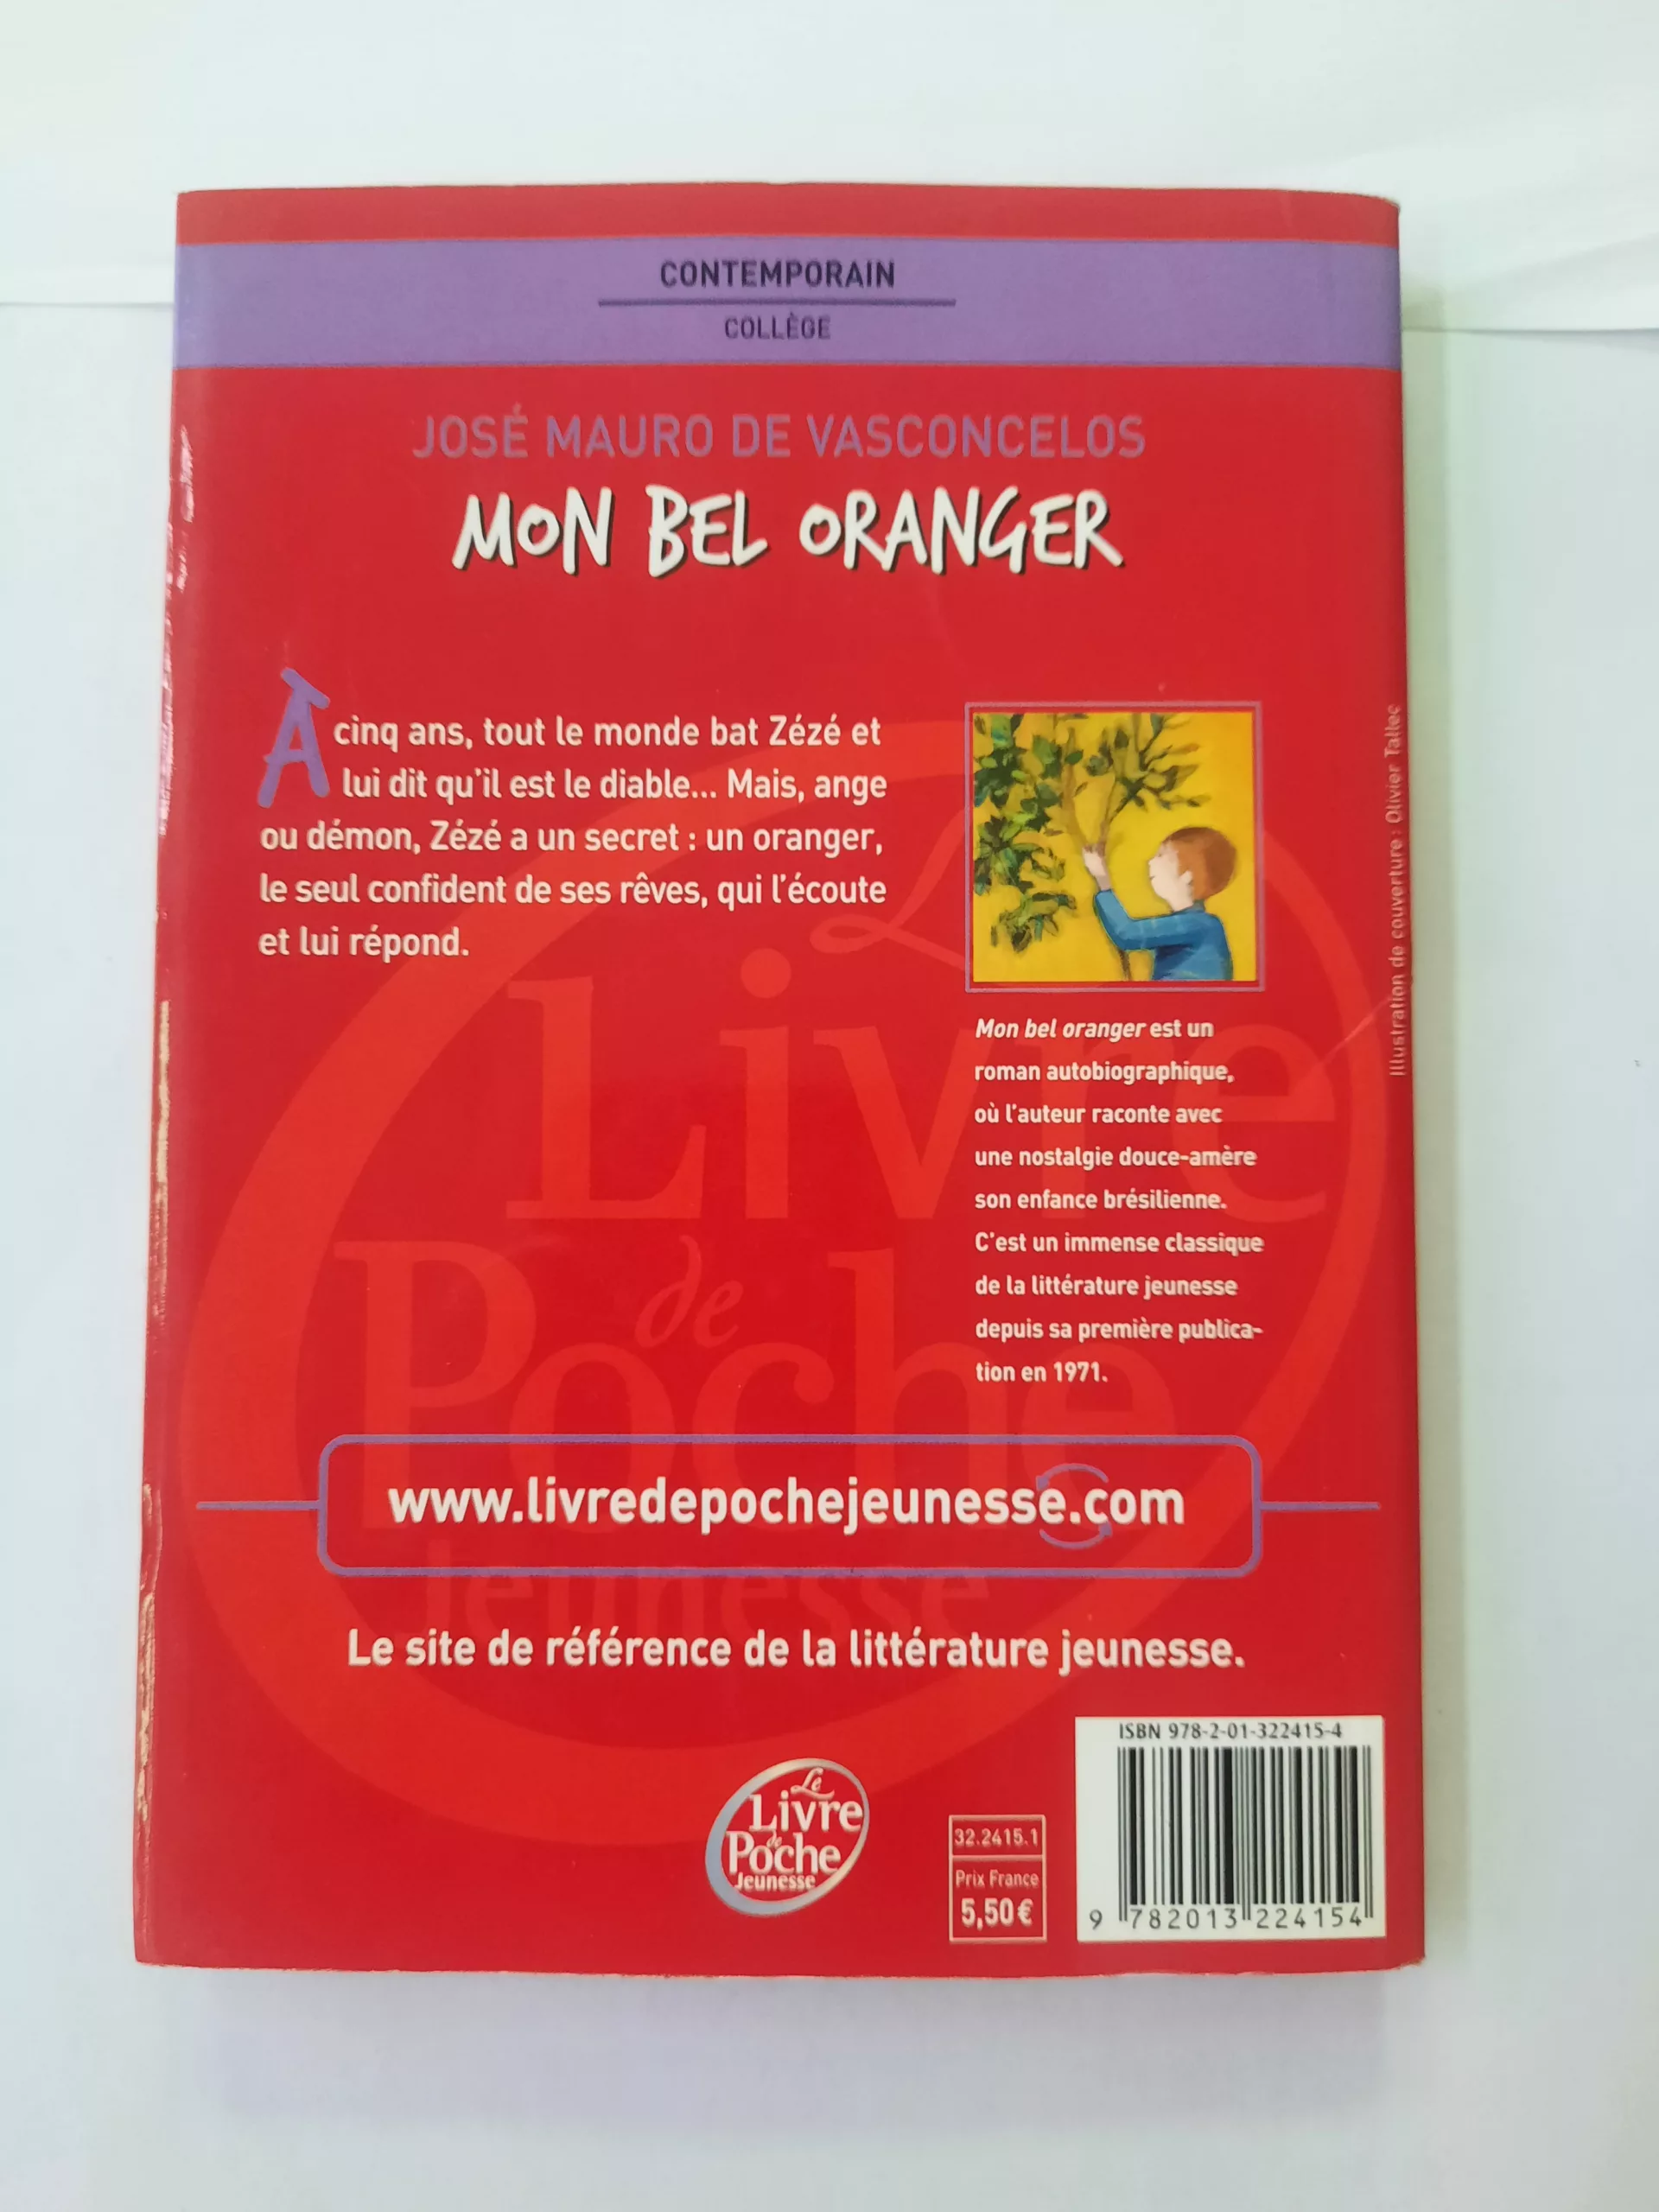 CONTEMPORAIN
COLLÈGE
JOSÉ MAURO DE VASCONCELOS
MON BEL ORANGER
À cinq ans, tout le monde bat Zézé et
lui dit qu'il est le diable... Mais, ange
ou démon, Zézé a un secret : un oranger,
le seul confident de ses rêves, qui l'écoute
et lui répond.
Mon bel oranger est un
roman autobiographique,
où l'auteur raconte avec
une nostalgie douce-amère
son enfance brésilienne.
C'est un immense classique
de la littérature jeunesse
depuis sa première publica-
tion en 1971.
Illustration de couverture : Olivier Tallec
Le
Livre
de
Poche
Jeunesse
www.livredepochejeunesse.com
Le site de référence de la littérature jeunesse.
Le
Livre
de
Poche
Jeunesse
32.2415.1
Prix France
5,50 €
ISBN 978-2-01-322415-4
9 782013 224154